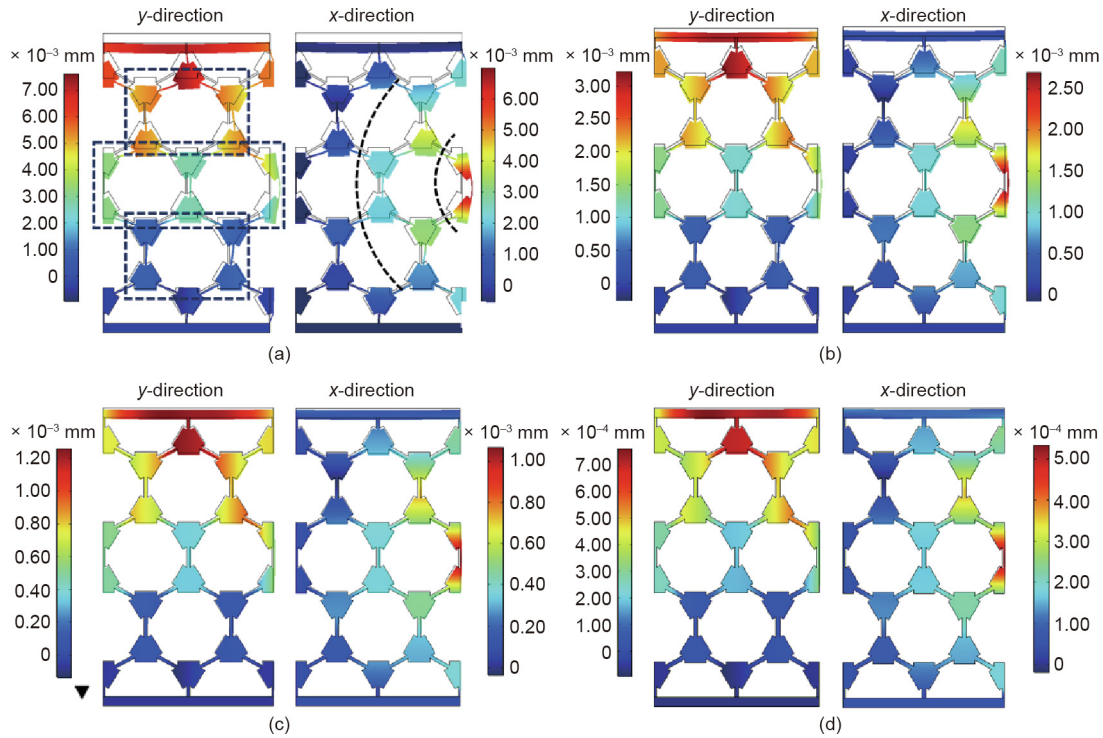 y-direction
x-direction
× 10⁻³ mm
7.00
6.00
5.00
4.00
3.00
2.00
1.00
0
× 10⁻³ mm
6.00
5.00
4.00
3.00
2.00
1.00
0
(a)
y-direction
x-direction
× 10⁻³ mm
3.00
2.50
2.00
1.50
1.00
0.50
0
× 10⁻³ mm
2.50
2.00
1.50
1.00
0.50
0
(b)
y-direction
x-direction
× 10⁻³ mm
1.20
1.00
0.80
0.60
0.40
0.20
0
× 10⁻³ mm
1.00
0.80
0.60
0.40
0.20
0
(c)
y-direction
x-direction
× 10⁻⁴ mm
7.00
6.00
5.00
4.00
3.00
2.00
1.00
0
× 10⁻⁴ mm
5.00
4.00
3.00
2.00
1.00
0
(d)